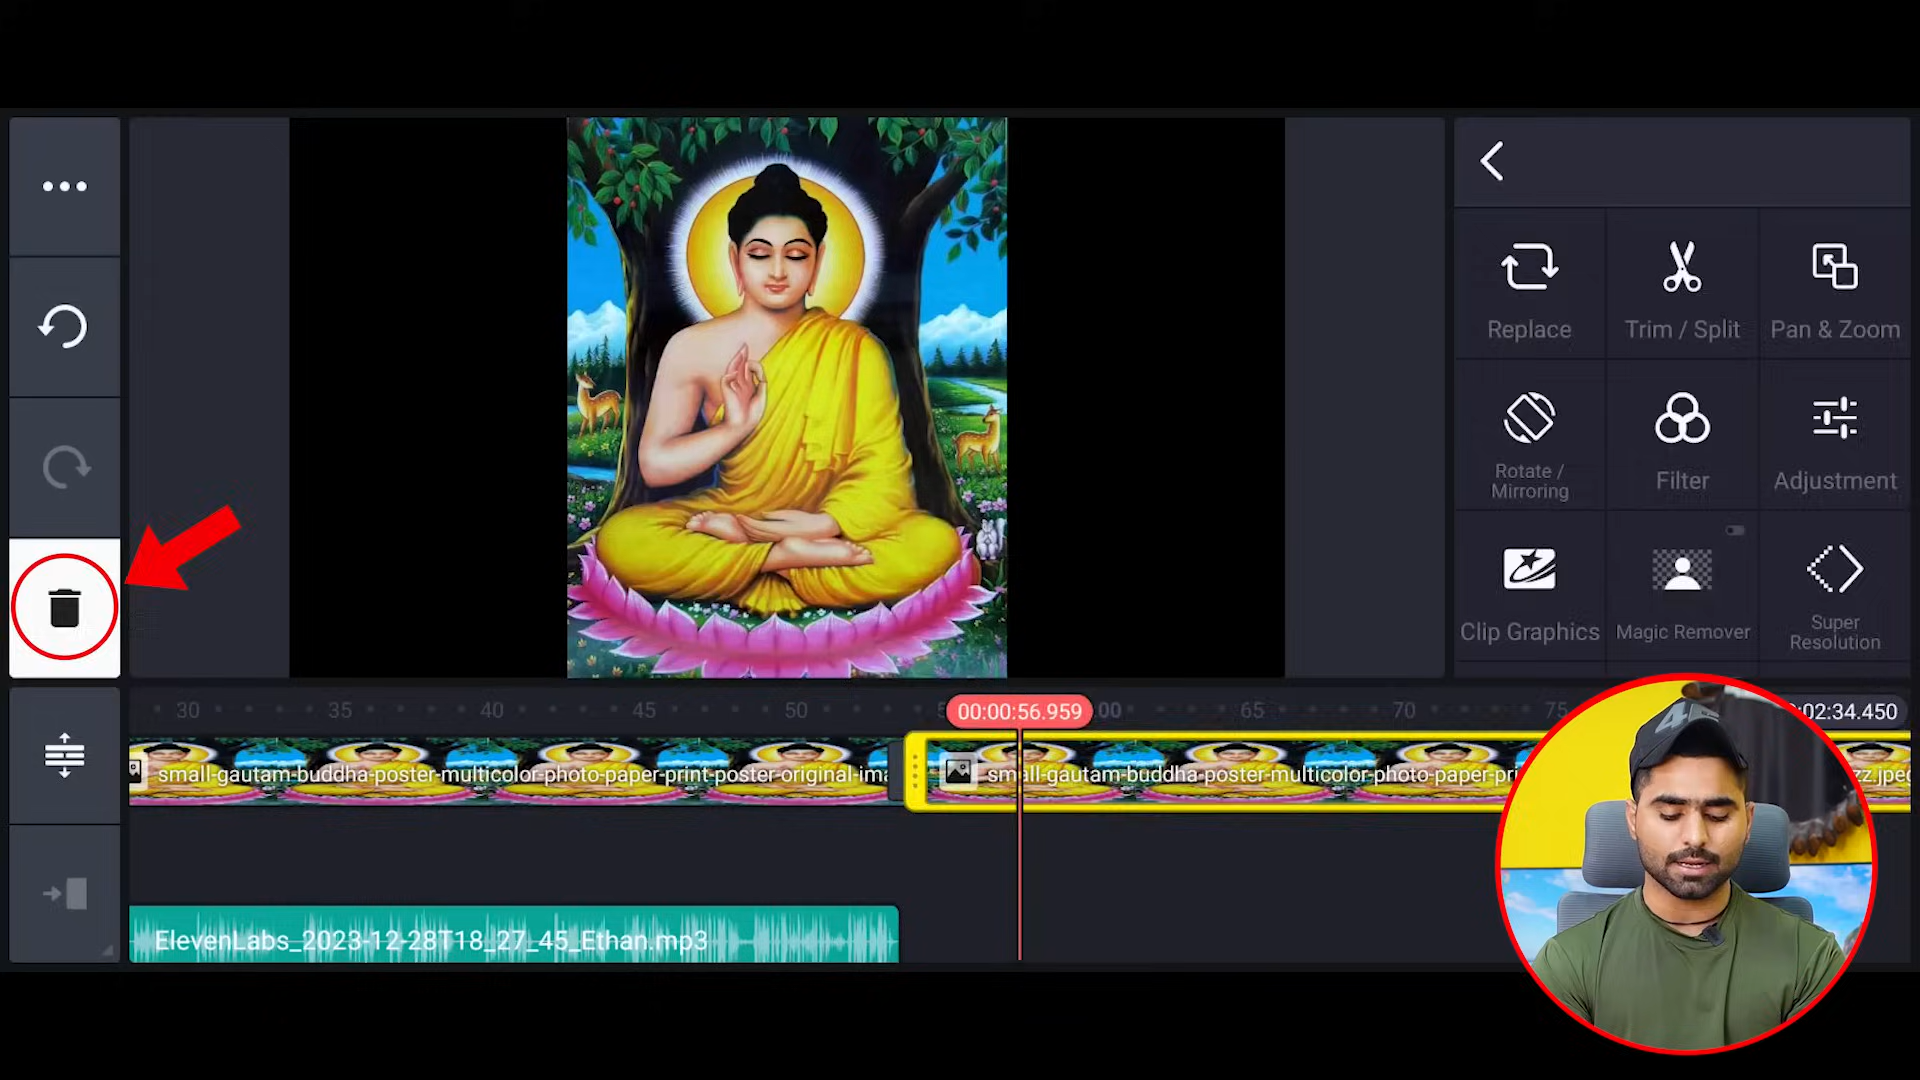 Replace
Trim / Split
Pan & Zoom
Rotate /
Mirroring
Filter
Adjustment
Clip Graphics
Magic Remover
Super
Resolution
30 35 40 45 50 00:00:56.959 :00 65 70 75 :02:34.450
small-gautam-buddha-poster-multicolor-photo-paper-print-poster-original-ima
small-gautam-buddha-poster-multicolor-photo-paper-pri
zz.jpeg
ElevenLabs_2023-12-28T18_27_45_Ethan.mp3